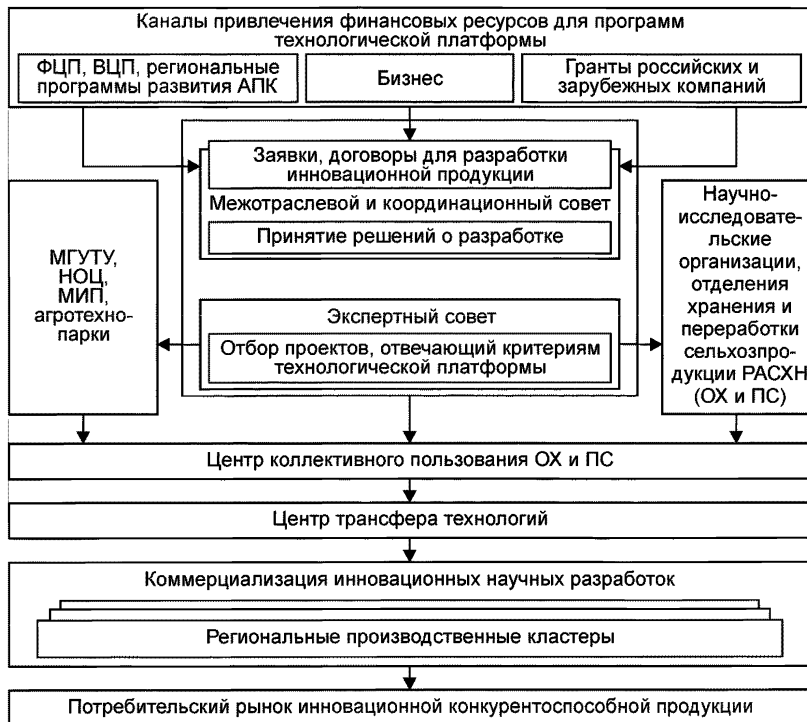 Каналы привлечения финансовых ресурсов для программ
технологической платформы
ФЦП, ВЦП, региональные
программы развития АПК
Бизнес
Гранты российских и
зарубежных компаний
Заявки, договоры для разработки
инновационной продукции
Межотраслевой и координационный совет
Принятие решений о разработке
МГУТУ,
НОЦ,
МИП,
агротехно-
парки
Экспертный совет
Отбор проектов, отвечающий критериям
технологической платформы
Научно-
исследова-
тельские
организации,
отделения
хранения и
переработки
сельхозпро-
дукции РАСХН
(ОХ и ПС)
Центр коллективного пользования ОХ и ПС
Центр трансфера технологий
Коммерциализация инновационных научных разработок
Региональные производственные кластеры
Потребительский рынок инновационной конкурентоспособной продукции